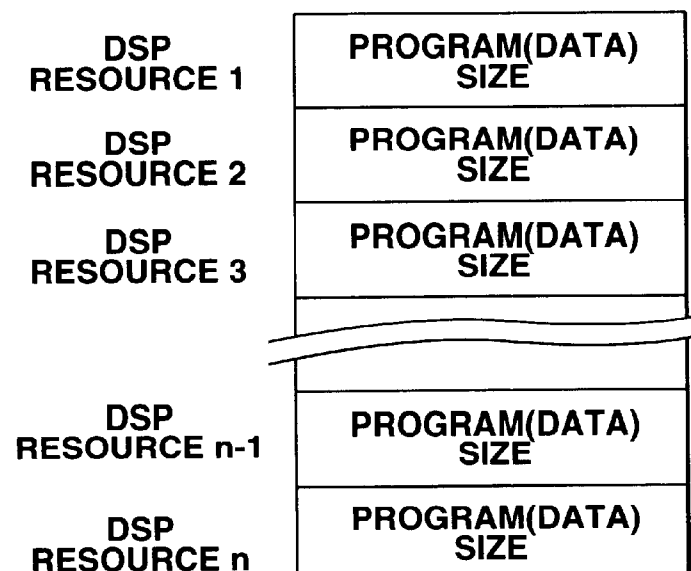 DSP
RESOURCE 1
PROGRAM(DATA)
SIZE
DSP
RESOURCE 2
PROGRAM(DATA)
SIZE
DSP
RESOURCE 3
PROGRAM(DATA)
SIZE
DSP
RESOURCE n-1
PROGRAM(DATA)
SIZE
DSP
RESOURCE n
PROGRAM(DATA)
SIZE